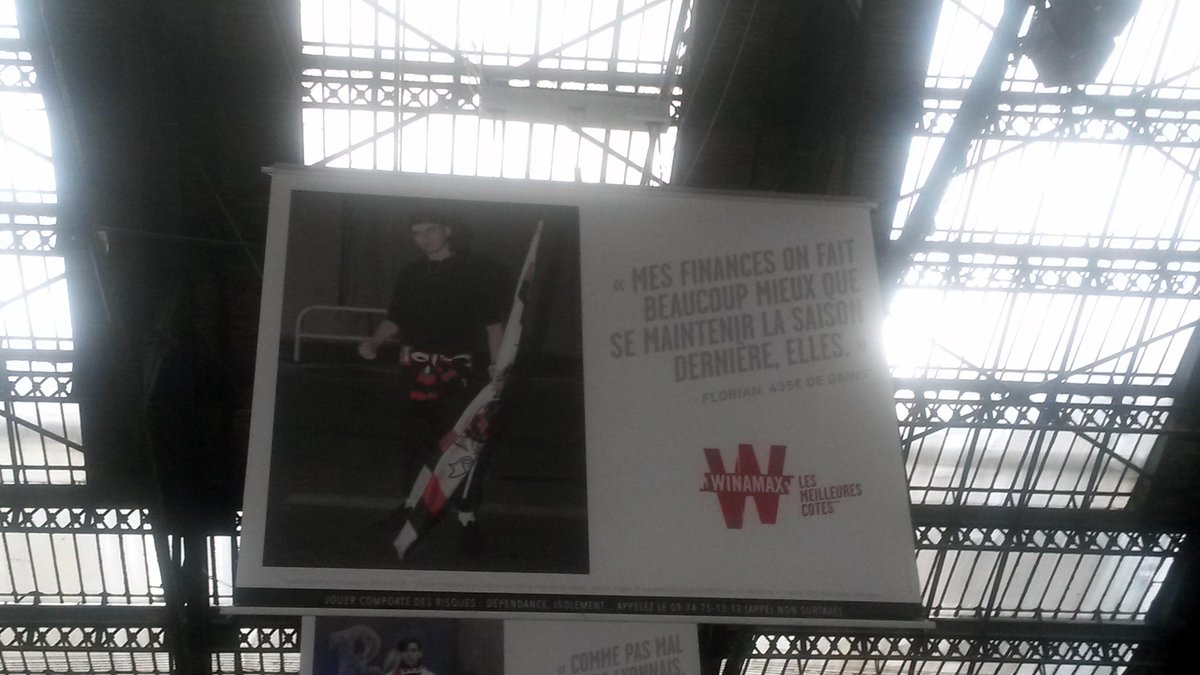 « MES FINANCES ON FAIT
BEAUCOUP MIEUX QUE
SE MAINTENIR LA SAISON
DERNIÈRE, ELLES. »
FLORIAN, 435€ DE GAINS
W
WINAMAX
LES
MEILLEURES
COTES
JOUER COMPORTE DES RISQUES : DÉPENDANCE, ISOLEMENT... APPELEZ LE 09-74-75-13-13 (APPEL NON SURTAXÉ)
« COMME PAS MAL
LYONNAIS